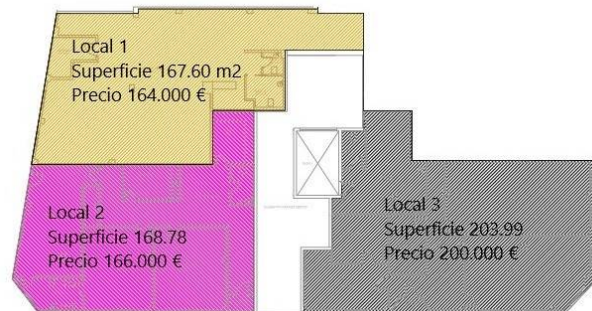 Local 1
Superficie 167.60 m2
Precio 164.000 €
Local 2
Superficie 168.78
Precio 166.000 €
Local 3
Superficie 203.99
Precio 200.000 €